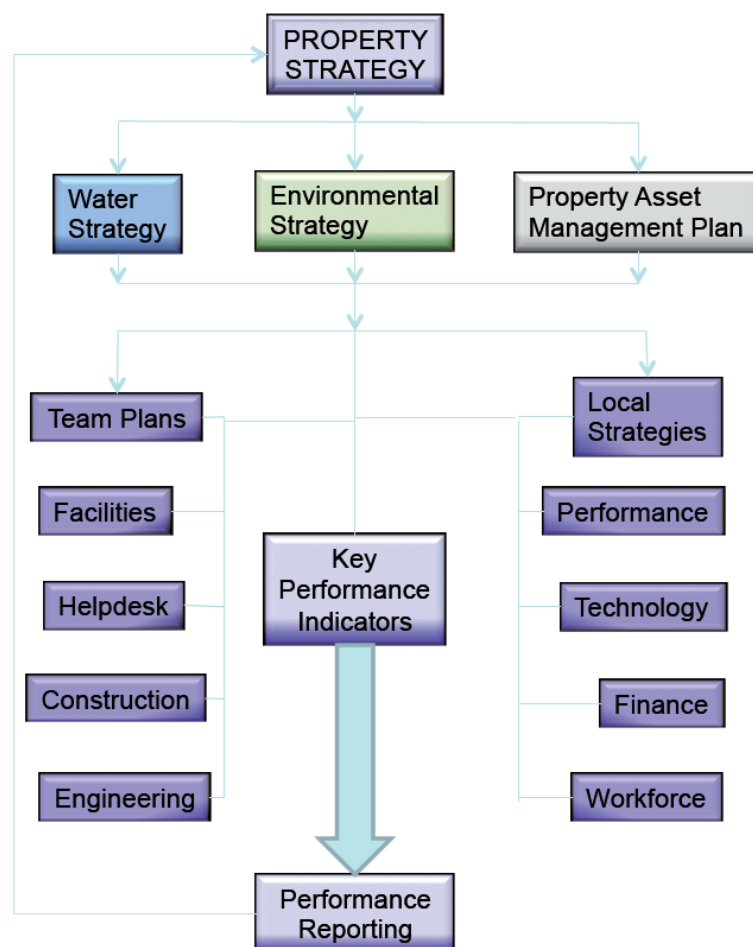 PROPERTY
STRATEGY
Water
Strategy
Environmental
Strategy
Property Asset
Management Plan
Team Plans
Local
Strategies
Facilities
Performance
Key
Performance
Indicators
Helpdesk
Technology
Construction
Finance
Engineering
Workforce
Performance
Reporting